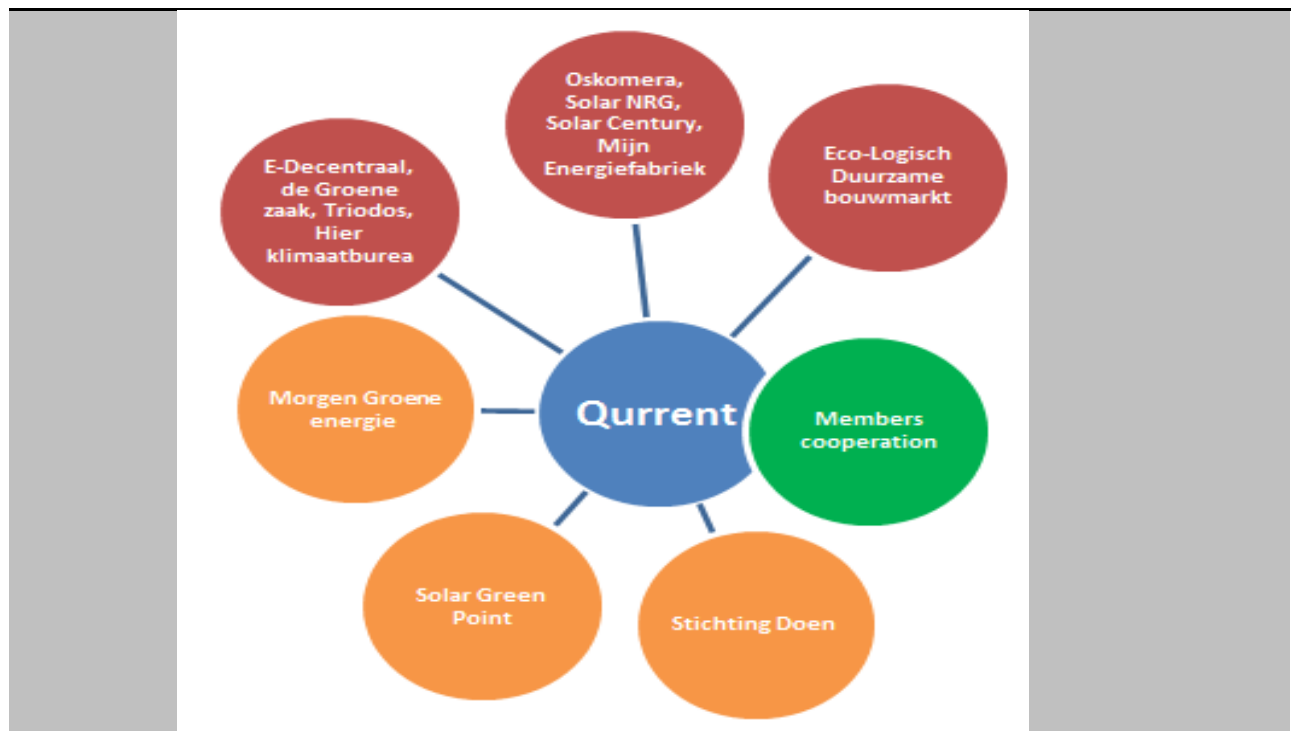 Oskomera,
Solar NRG,
Solar Century,
Mijn
Energiefabriek
Eco-Logisch
Duurzame
bouwmarkt
E-Decentraal,
de Groene
zaak, Triodos,
Hier
klimaatburea
Qurrent
Members
cooperation
Morgen Groene
energie
Solar Green
Point
Stichting Doen